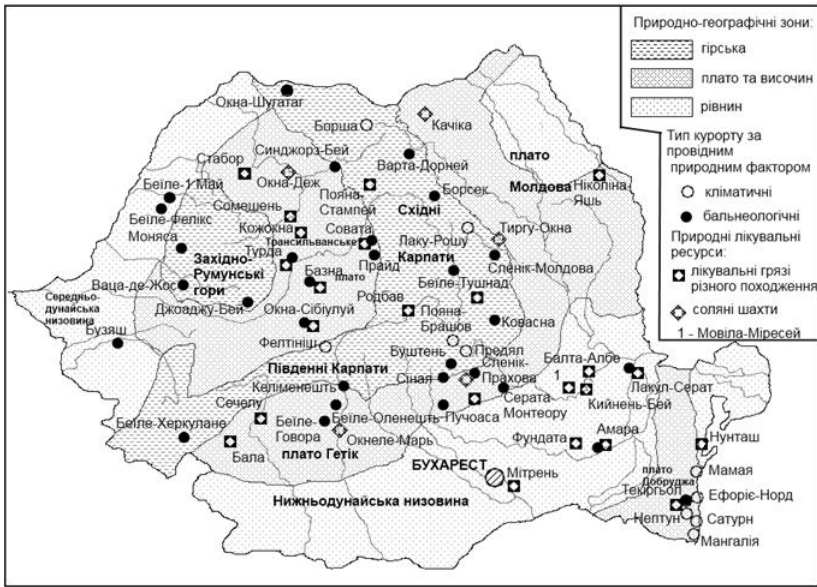 Природно-географічні зони:
гірська
плато та височин
рівнин
Тип курорту за
провідним
природним фактором
кліматичні
бальнеологічні
Природні лікувальні
ресурси:
лікувальні грязі
різного походження
соляні шахти
1 - Мовіла-Міресей
Окна-Шугатаг
Борша
Качіка
Синджорз-Бей
Стабор
Окна-Деж
Варта-Дорней
плато
Молдова
Ніколіна-
Яшь
Беїле-1 Май
Пояна-
Стампей
Борсек
Беїле-Фелікс
Сомешень
Східні
Кожокна
Совата
Тиргу-Окна
Моняса
Трансильванське
Лаку-Рошу
Західно-
Румунські
гори
Турда
Карпати
Прайд
Сленік-Молдова
Базна
плато
Ваца-де-Жос
Беїле-Тушнад
Середньо-
дунайська
низовина
Родбав
Джоаджу-Бей
Окна-Сібіулуй
Пояна-
Брашов
Ковасна
Бузяш
Фелтініш
Буштень
Предял
Балта-Албе
1
Південні Карпати
Сленік-
Прахова
Сіная
Лакул-Серат
Келіменешть
Серата
Монтеору
Кийнень-Бей
Сечелу
Беїле-Херкулане
Беїле-
Говора
Беїле-Оленешть
Пучоаса
Амара
Фундата
Нунташ
Бала
Окнеле-Марь
плато Гетік
БУХАРЕСТ
Мітрень
Мамая
плато
Добруджа
Нижньодунайська низовина
Текіргьол
Ефоріє-Норд
Нептун
Сатурн
Мангалія